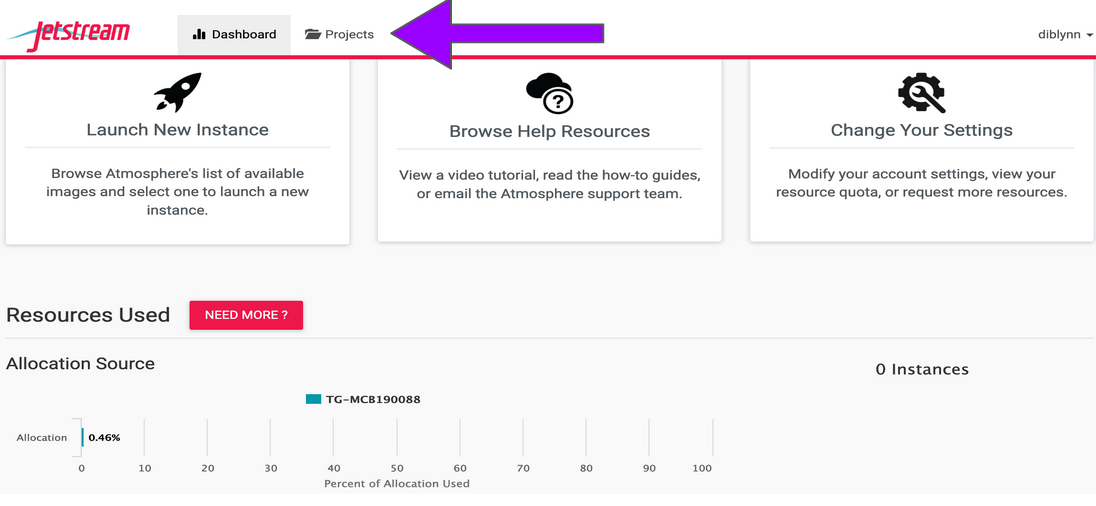 Jetstream
Dashboard
Projects
diblynn
Launch New Instance
Browse Atmosphere's list of available
images and select one to launch a new
instance.
?
Browse Help Resources
View a video tutorial, read the how-to guides,
or email the Atmosphere support team.
Change Your Settings
Modify your account settings, view your
resource quota, or request more resources.
Resources Used
NEED MORE ?
Allocation Source
0 Instances
TG-MCB190088
Allocation
0.46%
0 10 20 30 40 50 60 70 80 90 100
Percent of Allocation Used